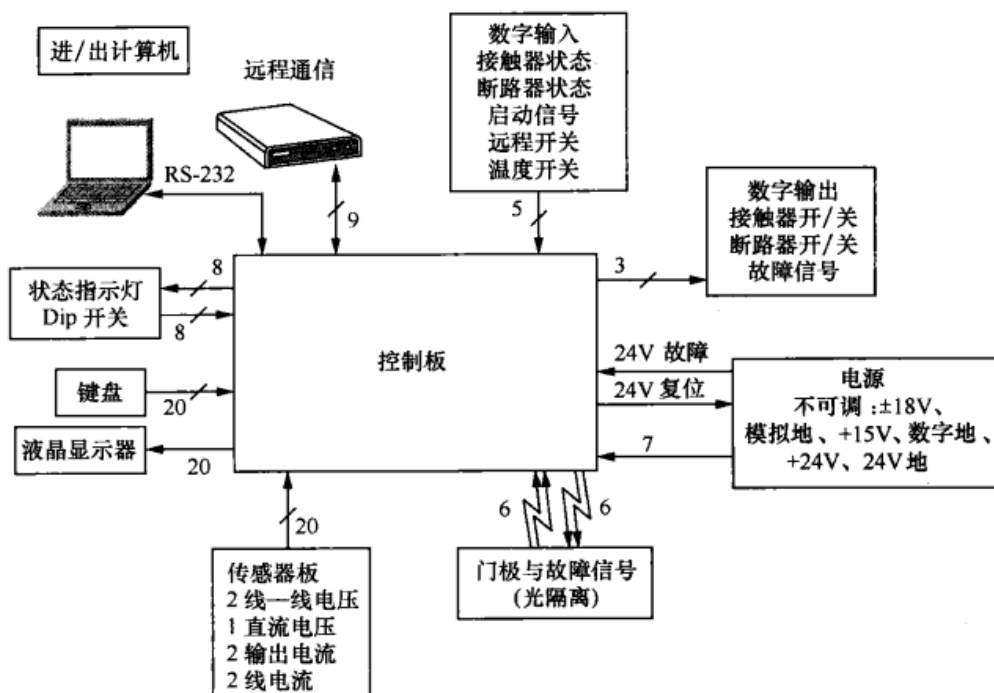 进/出计算机
远程通信
数字输入
接触器状态
断路器状态
启动信号
远程开关
温度开关
RS-232
9
5
数字输出
接触器开/关
断路器开/关
故障信号
3
8
状态指示灯
Dip 开关
8
控制板
24V 故障
24V 复位
7
电源
不可调:±18V、
模拟地、+15V、数字地、
+24V、24V 地
键盘
20
液晶显示器
20
20
传感器板
2 线—线电压
1 直流电压
2 输出电流
2 线电流
6
6
门极与故障信号
(光隔离)